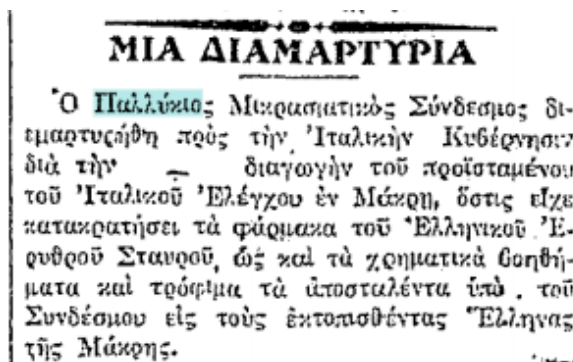 ΜΙΑ ΔΙΑΜΑΡΤΥΡΙΑ
Ὁ Παλλύκιος Μικρασιατικὸς Σύνδεσμος δι-
εμαρτυρήθη πρὸς τὴν Ἰταλικὴν Κυβέρνησιν
διὰ τὴν — διαγωγὴν τοῦ προϊσταμένου
τοῦ Ἰταλικοῦ Ἐλέγχου ἐν Μάκρῃ, ὅστις εἶχε
κατακρατήσει τὰ φάρμακα τοῦ Ἑλληνικοῦ Ἐ-
ρυθροῦ Σταυροῦ, ὡς καὶ τὰ χρηματικὰ βοηθή-
ματα καὶ τρόφιμα τὰ ἀποσταλέντα ὑπὸ τοῦ
Συνδέσμου εἰς τοὺς ἐκτοπισθέντας Ἕλληνας
τῆς Μάκρης.